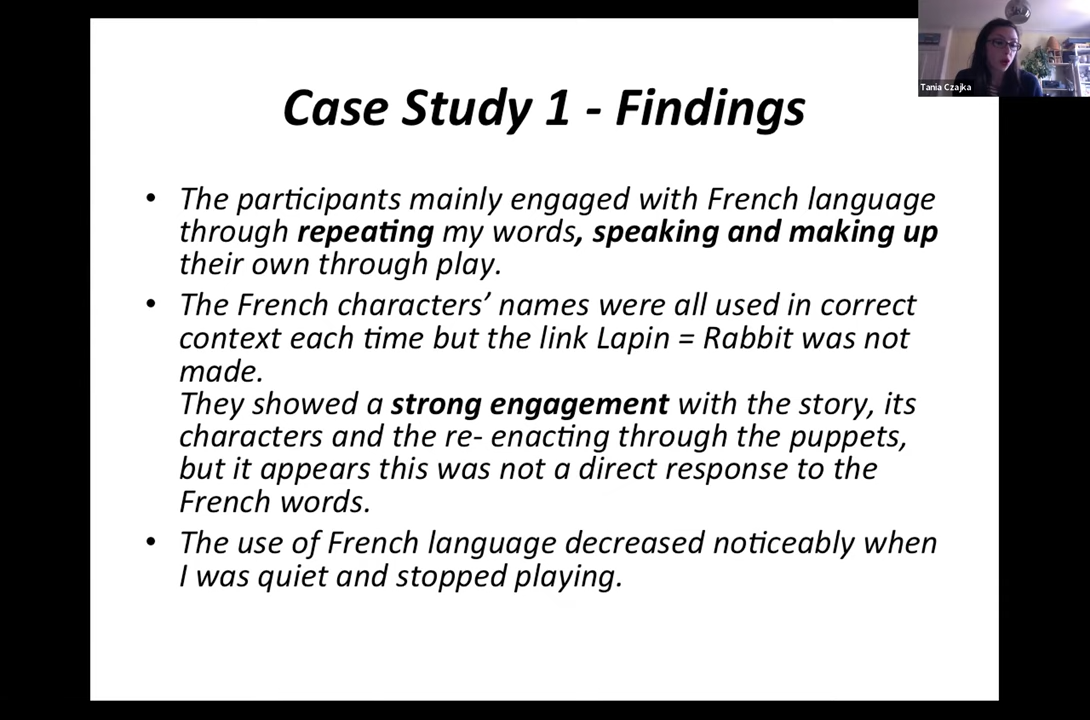 Tania Czajka
Case Study 1 - Findings
• The participants mainly engaged with French language
through repeating my words, speaking and making up
their own through play.
• The French characters’ names were all used in correct
context each time but the link Lapin = Rabbit was not
made.
They showed a strong engagement with the story, its
characters and the re- enacting through the puppets,
but it appears this was not a direct response to the
French words.
• The use of French language decreased noticeably when
I was quiet and stopped playing.